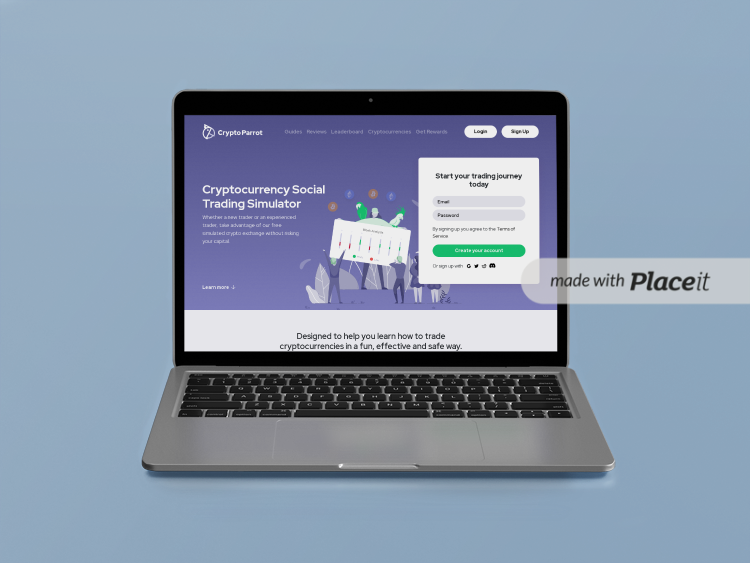 Crypto Parrot
Guides Reviews Leaderboard Cryptocurrencies Get Rewards
Login
Sign Up
Cryptocurrency Social
Trading Simulator
Whether a new trader or an experienced
trader, take advantage of our free
simulated crypto exchange without risking
your capital.
Learn more
Start your trading journey
today
Email
Password
By signing up you agree to the Terms of
Service
Create your account
Or sign up with
Designed to help you learn how to trade
cryptocurrencies in a fun, effective and safe way.
made with Placeit